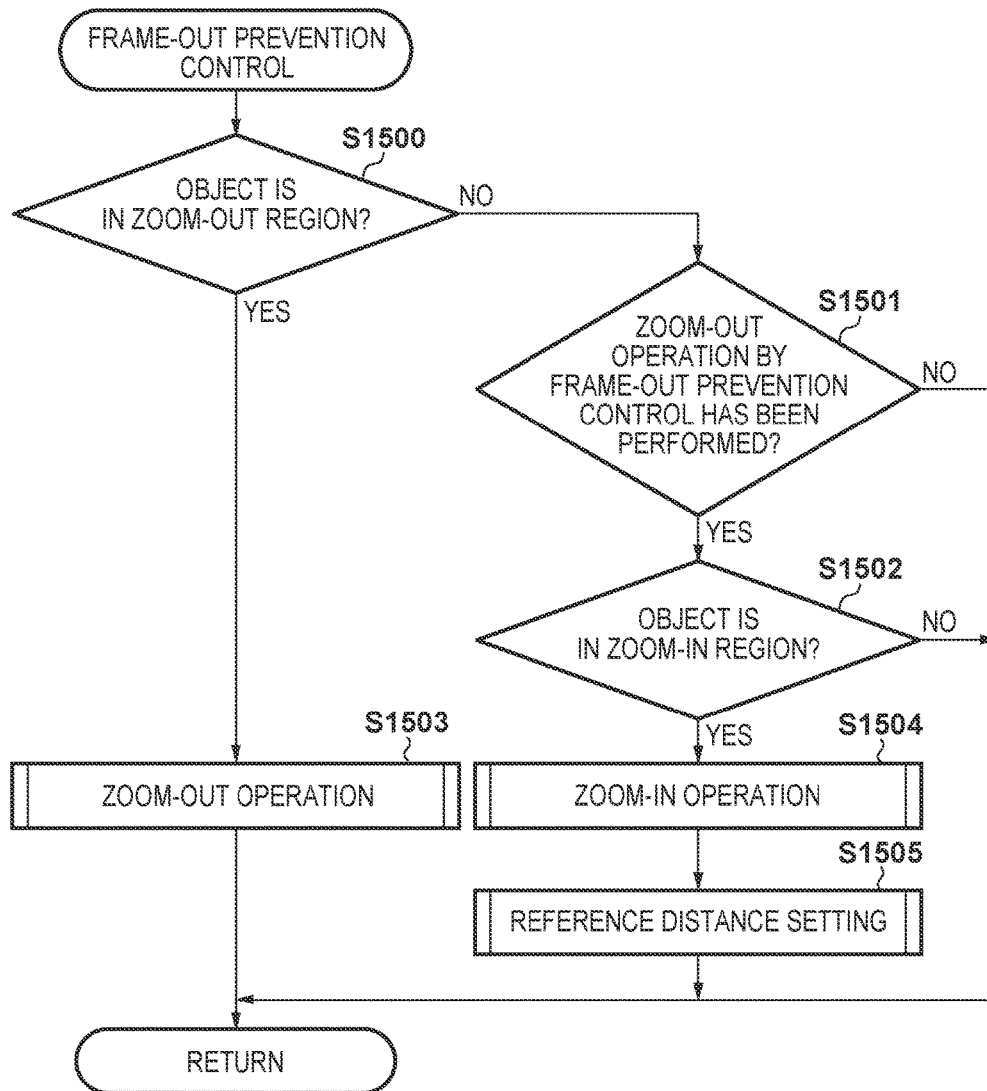 FRAME-OUT PREVENTION
CONTROL
S1500
OBJECT IS
IN ZOOM-OUT REGION?
NO
YES
S1501
ZOOM-OUT
OPERATION BY
FRAME-OUT PREVENTION
CONTROL HAS BEEN
PERFORMED?
NO
YES
S1502
OBJECT IS
IN ZOOM-IN REGION?
NO
YES
S1503
ZOOM-OUT OPERATION
S1504
ZOOM-IN OPERATION
S1505
REFERENCE DISTANCE SETTING
RETURN